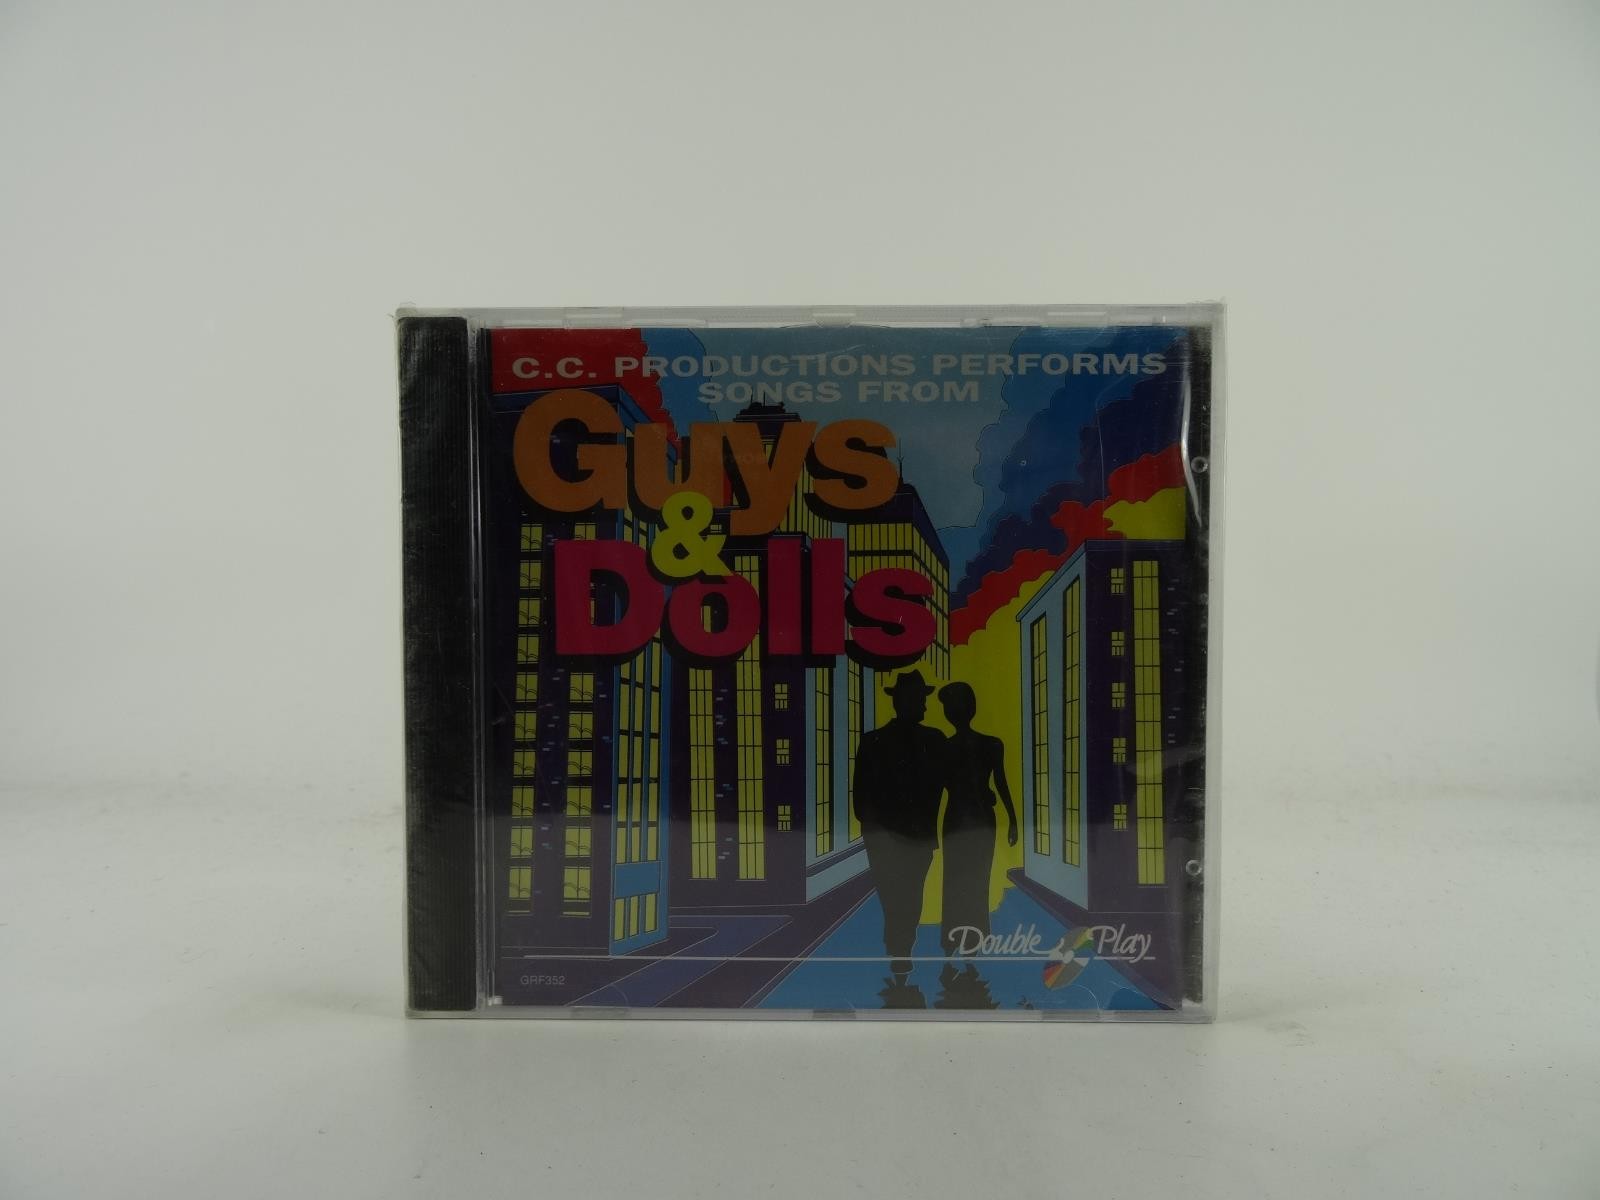 C.C. PRODUCTIONS PERFORMS
SONGS FROM
Guys
&
Dolls
Double Play
GRF352